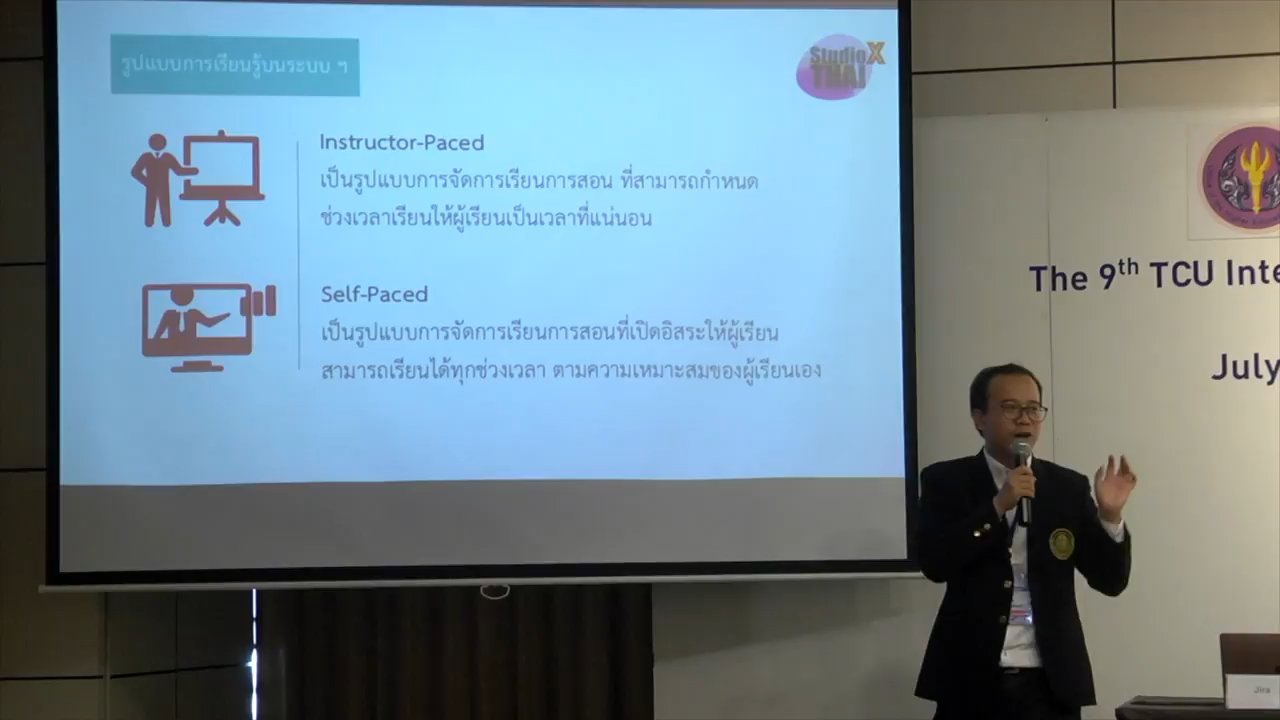 รูปแบบการเรียนรู้บนระบบ ฯ
StudioX
THAI
Instructor-Paced
เป็นรูปแบบการจัดการเรียนการสอน ที่สามารถกำหนด
ช่วงเวลาเรียนให้ผู้เรียนเป็นเวลาที่แน่นอน
Self-Paced
เป็นรูปแบบการจัดการเรียนการสอนที่เปิดอิสระให้ผู้เรียน
สามารถเรียนได้ทุกช่วงเวลา ตามความเหมาะสมของผู้เรียนเอง
The 9th TCU Inte
July
Jira